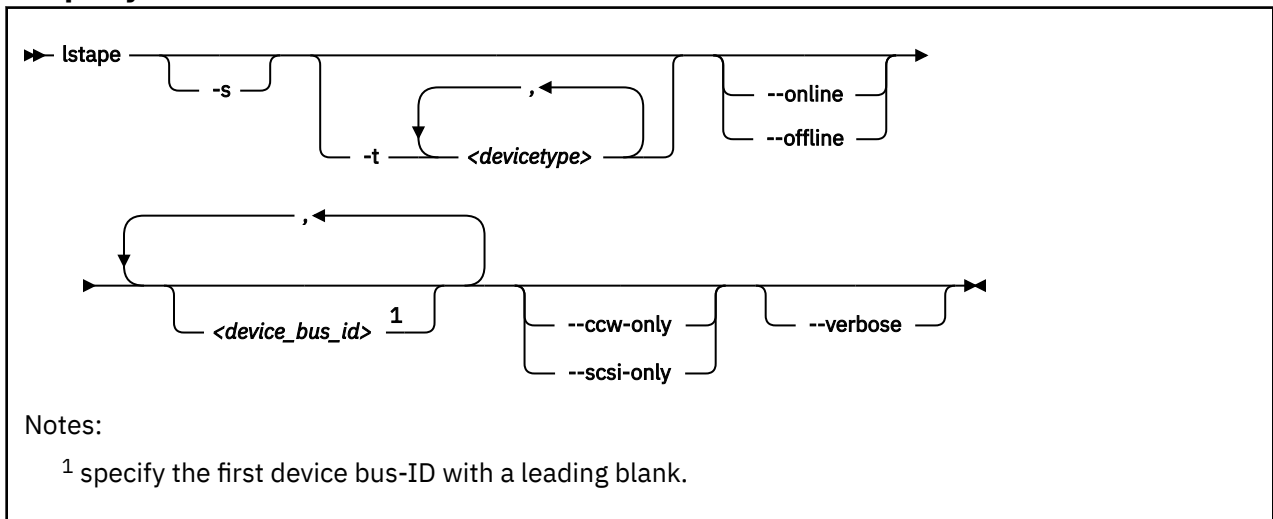 lstape
-s
,
--online
--offline
-t <devicetype>
,
<device_bus_id> 1
--ccw-only
--verbose
--scsi-only
Notes:
1 specify the first device bus-ID with a leading blank.